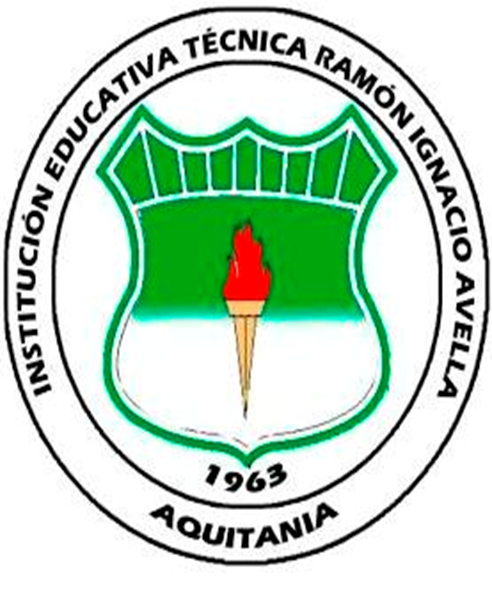 INSTITUCIÓN EDUCATIVA TÉCNICA RAMÓN IGNACIO AVELLA
1963
AQUITANIA